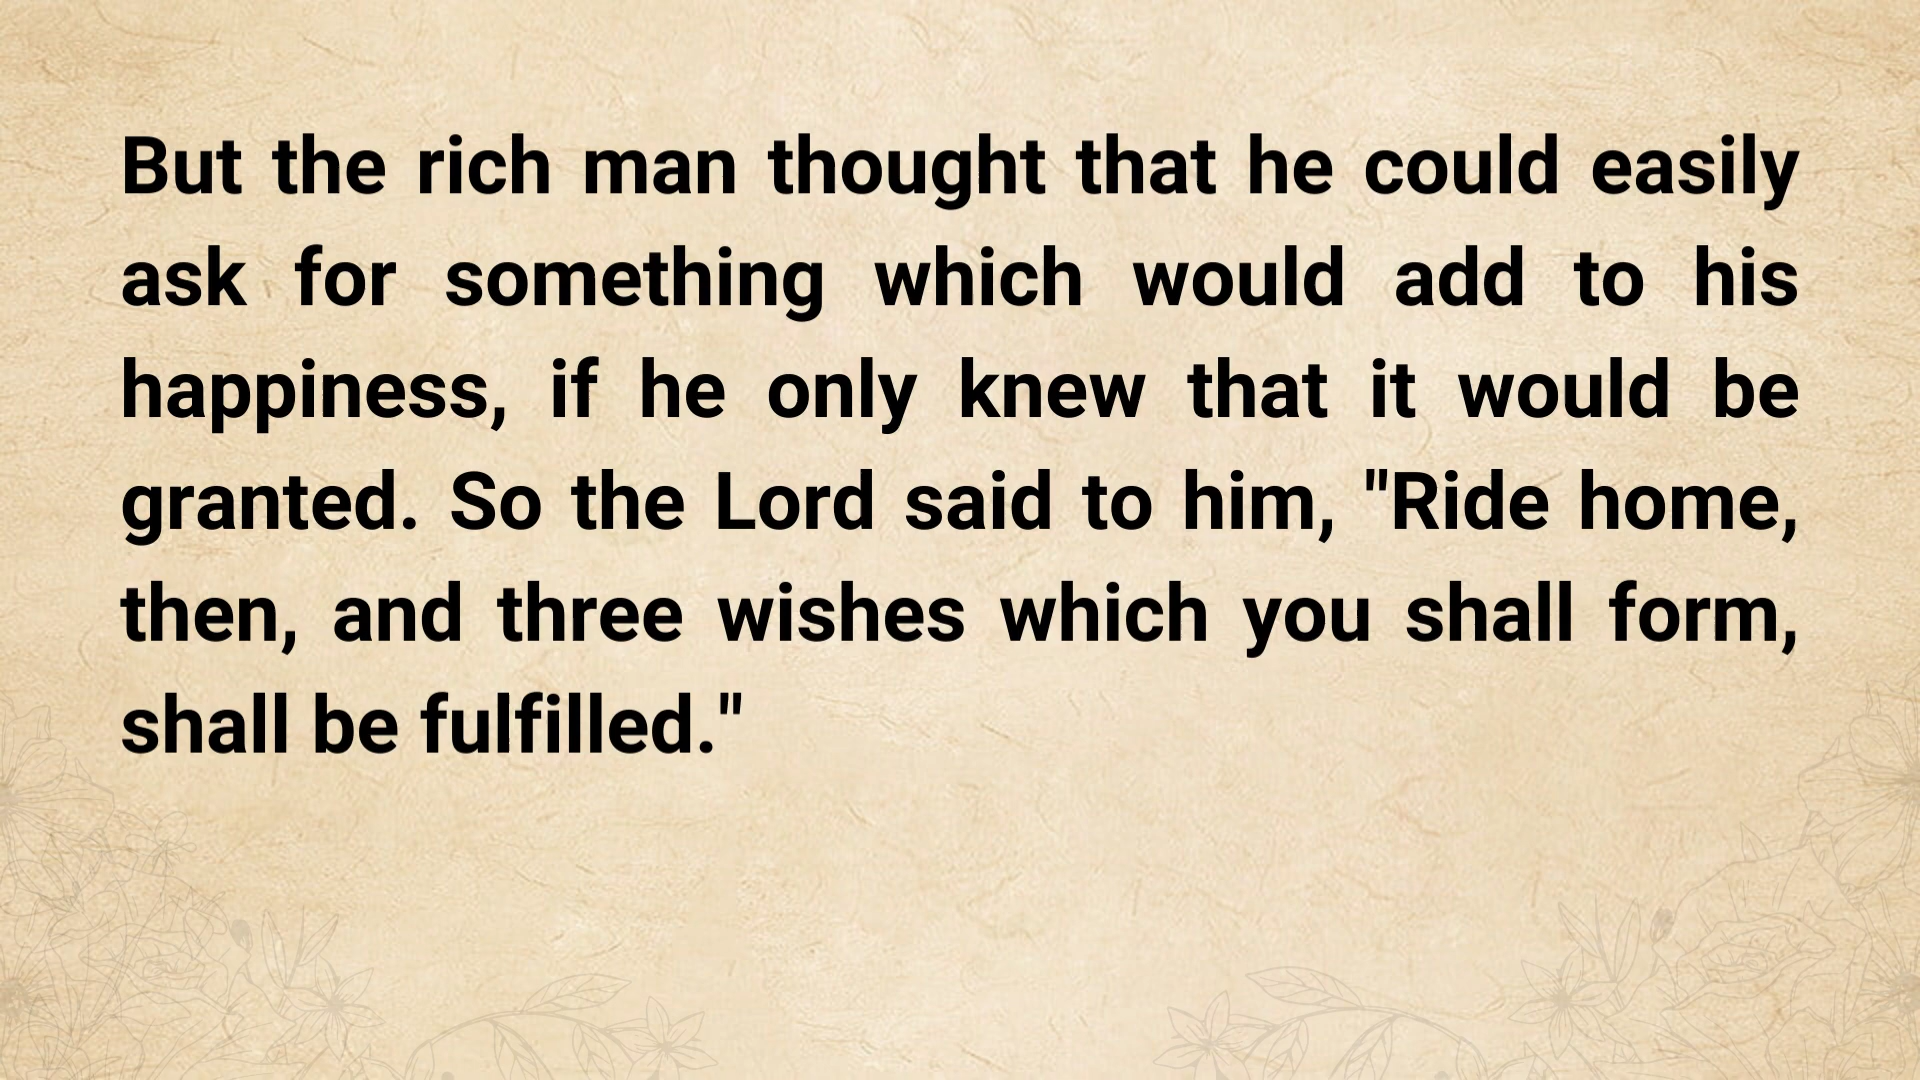 But the rich man thought that he could easily
ask for something which would add to his
happiness, if he only knew that it would be
granted. So the Lord said to him, "Ride home,
then, and three wishes which you shall form,
shall be fulfilled."